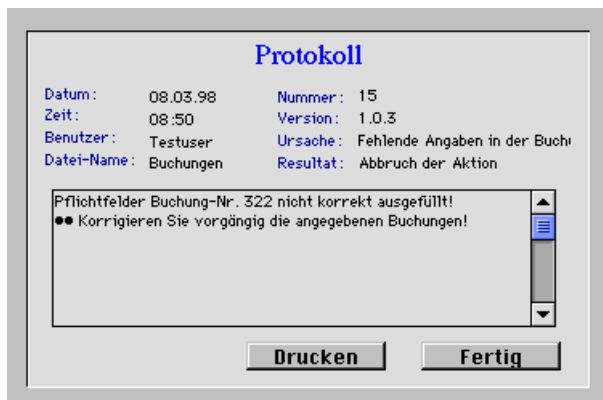 Protokoll
Datum: 08.03.98 Nummer: 15
Zeit: 08:50 Version: 1.0.3
Benutzer: Testuser Ursache: Fehlende Angaben in der
Datei-Name: Buchungen Resultat: Abbruch der Aktion
Pflichtfelder Buchung-Nr. 322 nicht korrekt ausgefüllt!
●● Korrigieren Sie vorgängig die angegebenen Buchungen!
Drucken Fertig